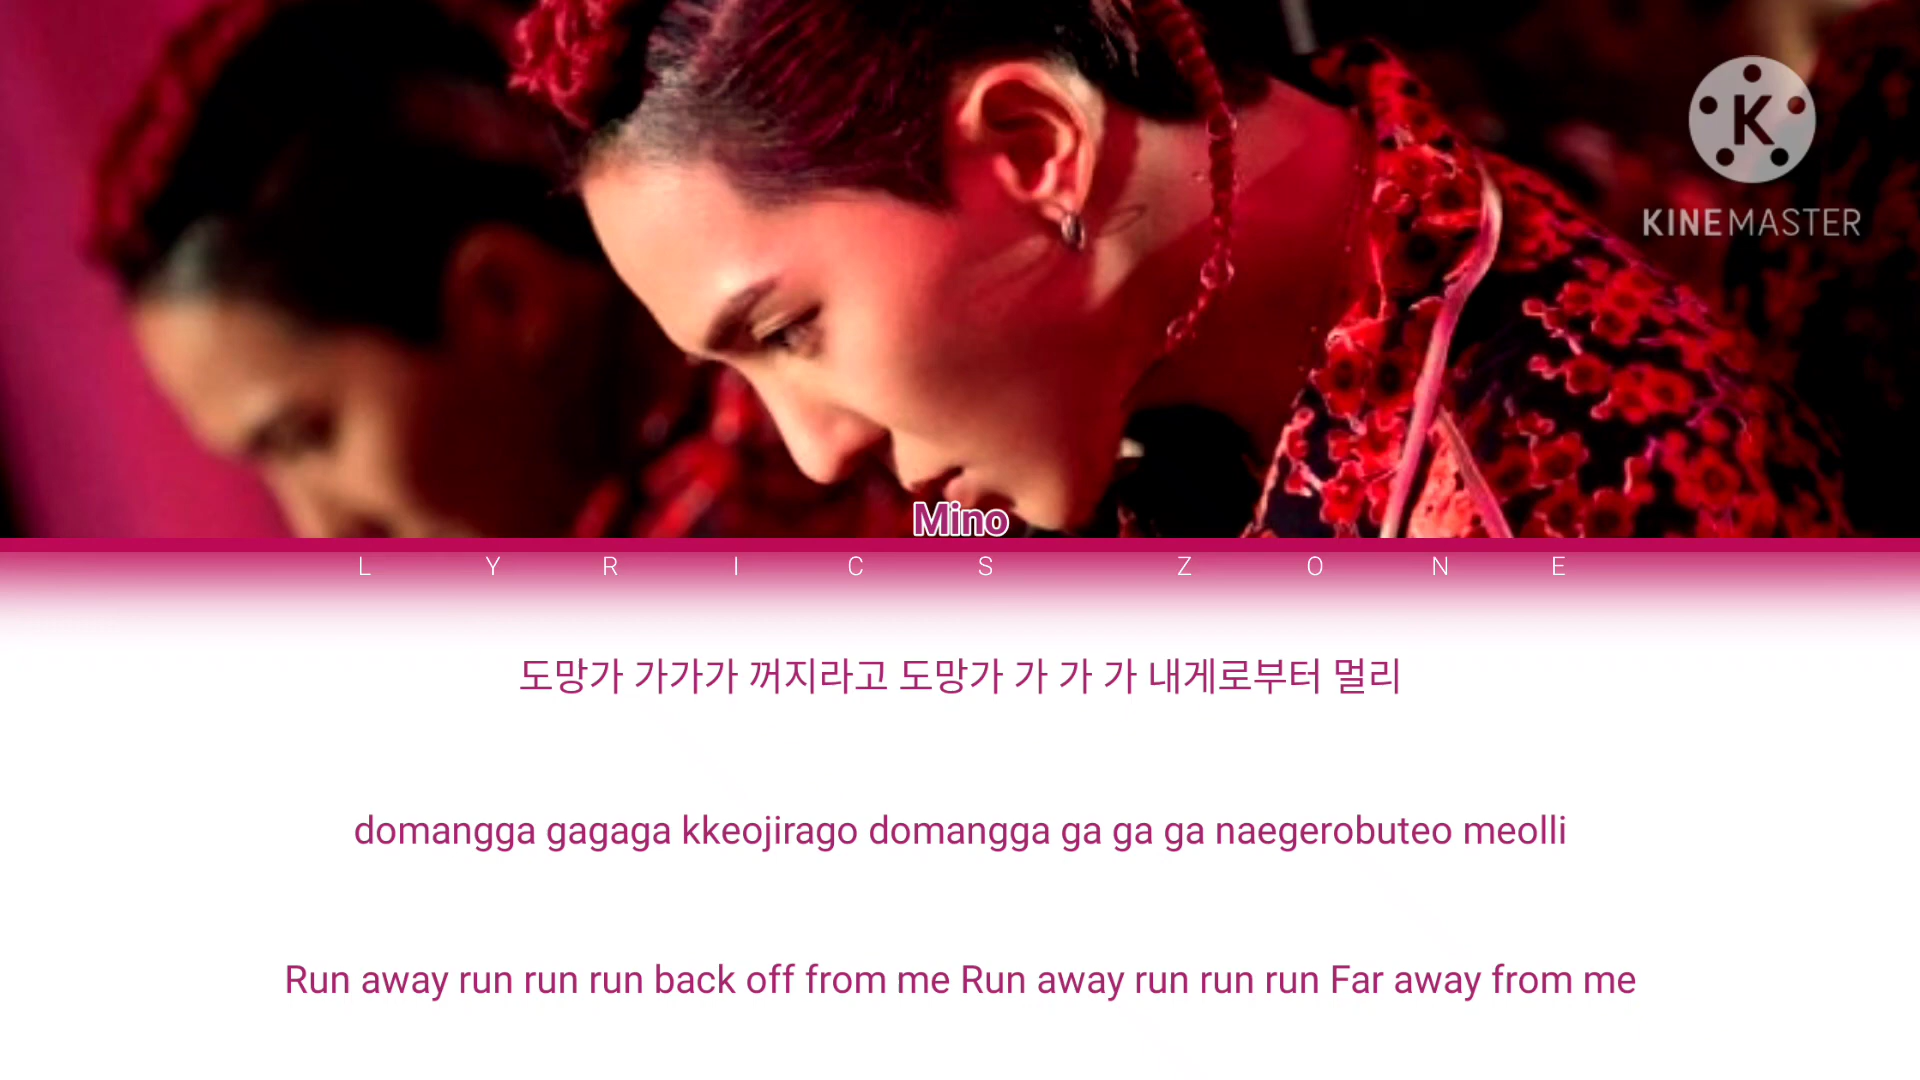 K
KINEMASTER
Mino
LYRICS ZONE
도망가 가가가 꺼지라고 도망가 가 가 가 내게로부터 멀리
domangga gagaga kkeojirago domangga ga ga ga naegerobuteo meolli
Run away run run run back off from me Run away run run run Far away from me